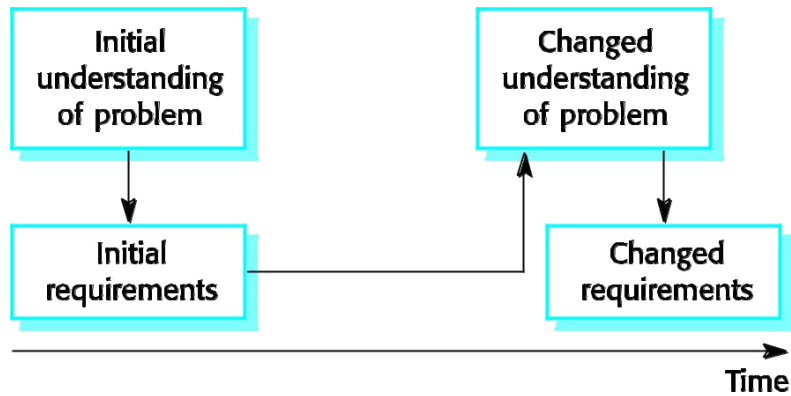 Initial
understanding
of problem
Changed
understanding
of problem
Initial
requirements
Changed
requirements
Time